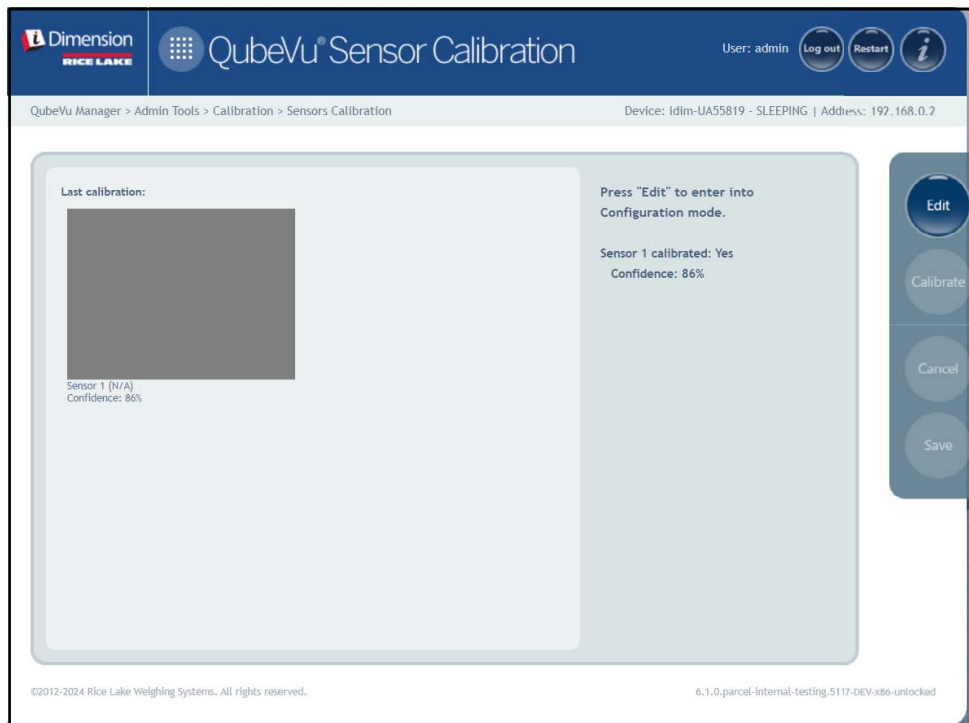 iDimension
RICE LAKE
QubeVu® Sensor Calibration
User: admin
Log out
Restart
i
QubeVu Manager > Admin Tools > Calibration > Sensors Calibration
Device: idim-UA55819 - SLEEPING | Address: 192.168.0.2
Last calibration:
Sensor 1 (N/A)
Confidence: 86%
Press "Edit" to enter into
Configuration mode.
Sensor 1 calibrated: Yes
Confidence: 86%
Edit
Calibrate
Cancel
Save
©2012-2024 Rice Lake Weighing Systems. All rights reserved.
6.1.0.parcel-internal-testing.5117-DEV-x86-unlocked